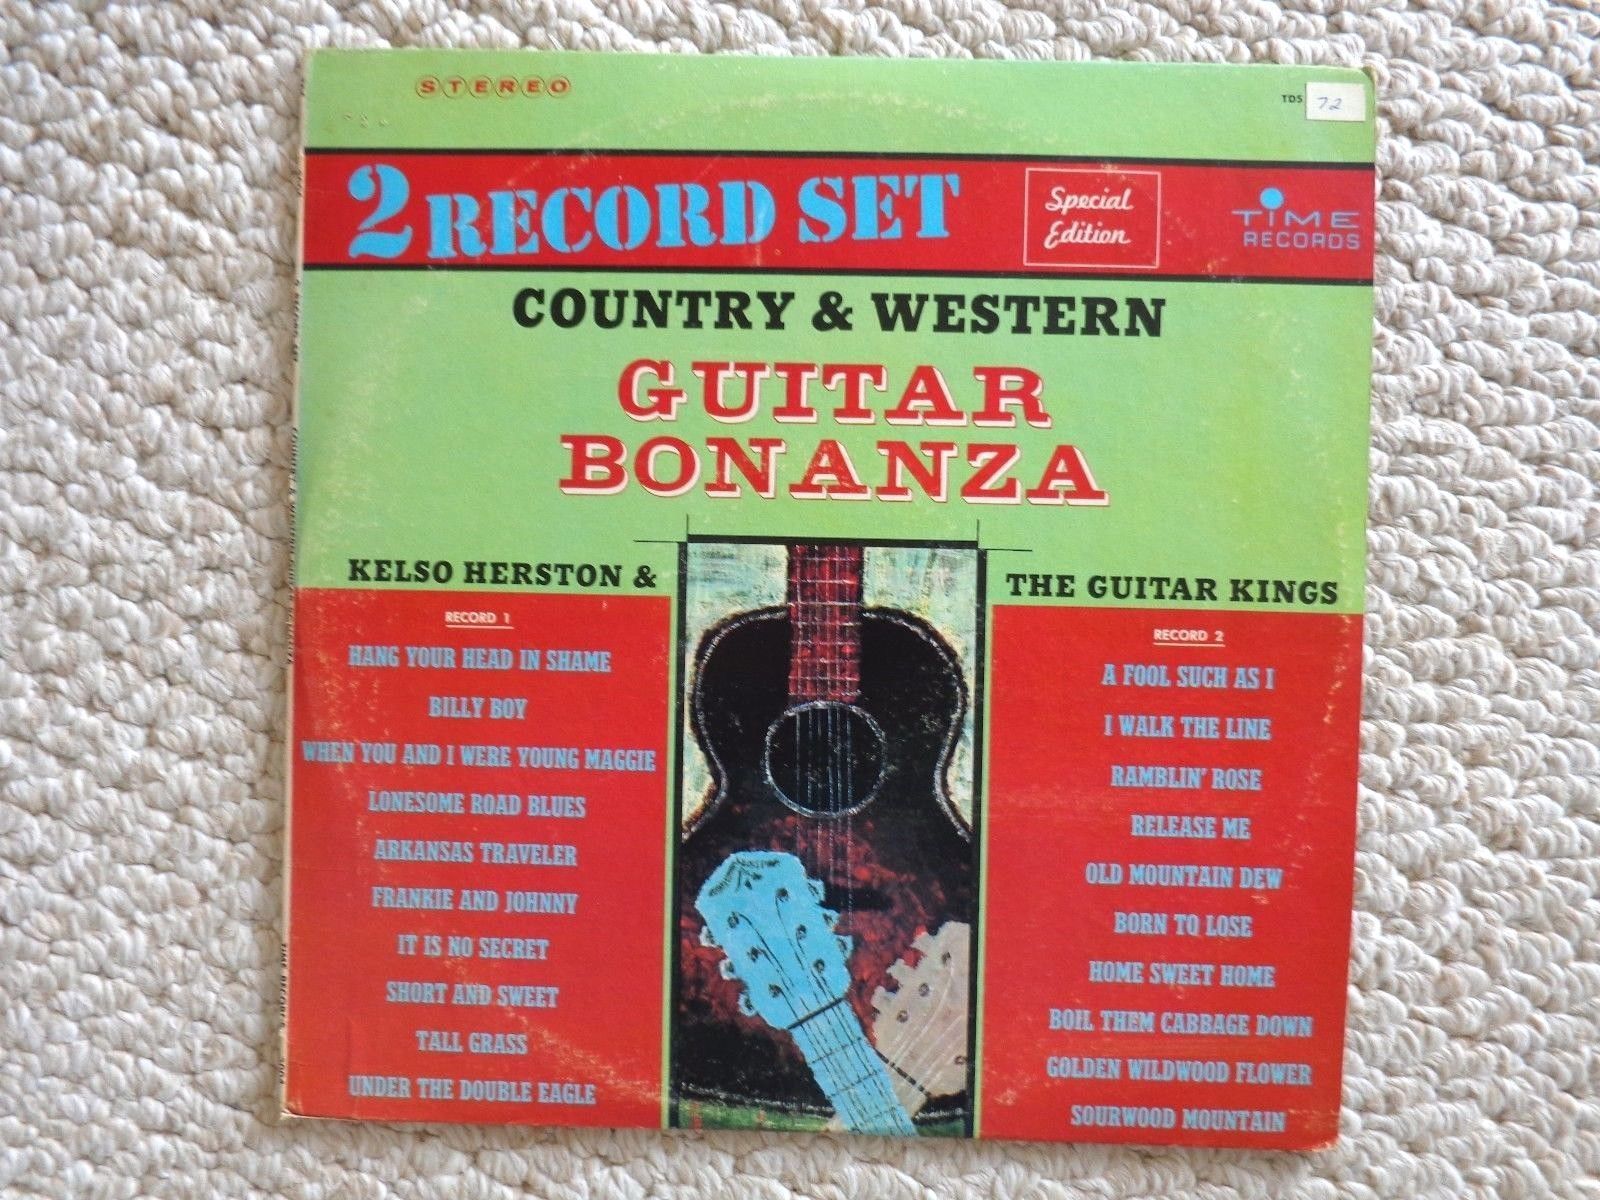 STEREO
TDS 72
2 RECORD SET
Special
Edition
TIME
RECORDS
COUNTRY & WESTERN
GUITAR
BONANZA
KELSO HERSTON &
THE GUITAR KINGS
RECORD 1
HANG YOUR HEAD IN SHAME
BILLY BOY
WHEN YOU AND I WERE YOUNG MAGGIE
LONESOME ROAD BLUES
ARKANSAS TRAVELER
FRANKIE AND JOHNNY
IT IS NO SECRET
SHORT AND SWEET
TALL GRASS
UNDER THE DOUBLE EAGLE
RECORD 2
A FOOL SUCH AS I
I WALK THE LINE
RAMBLIN' ROSE
RELEASE ME
OLD MOUNTAIN DEW
BORN TO LOSE
HOME SWEET HOME
BOIL THEM CABBAGE DOWN
GOLDEN WILDWOOD FLOWER
SOURWOOD MOUNTAIN